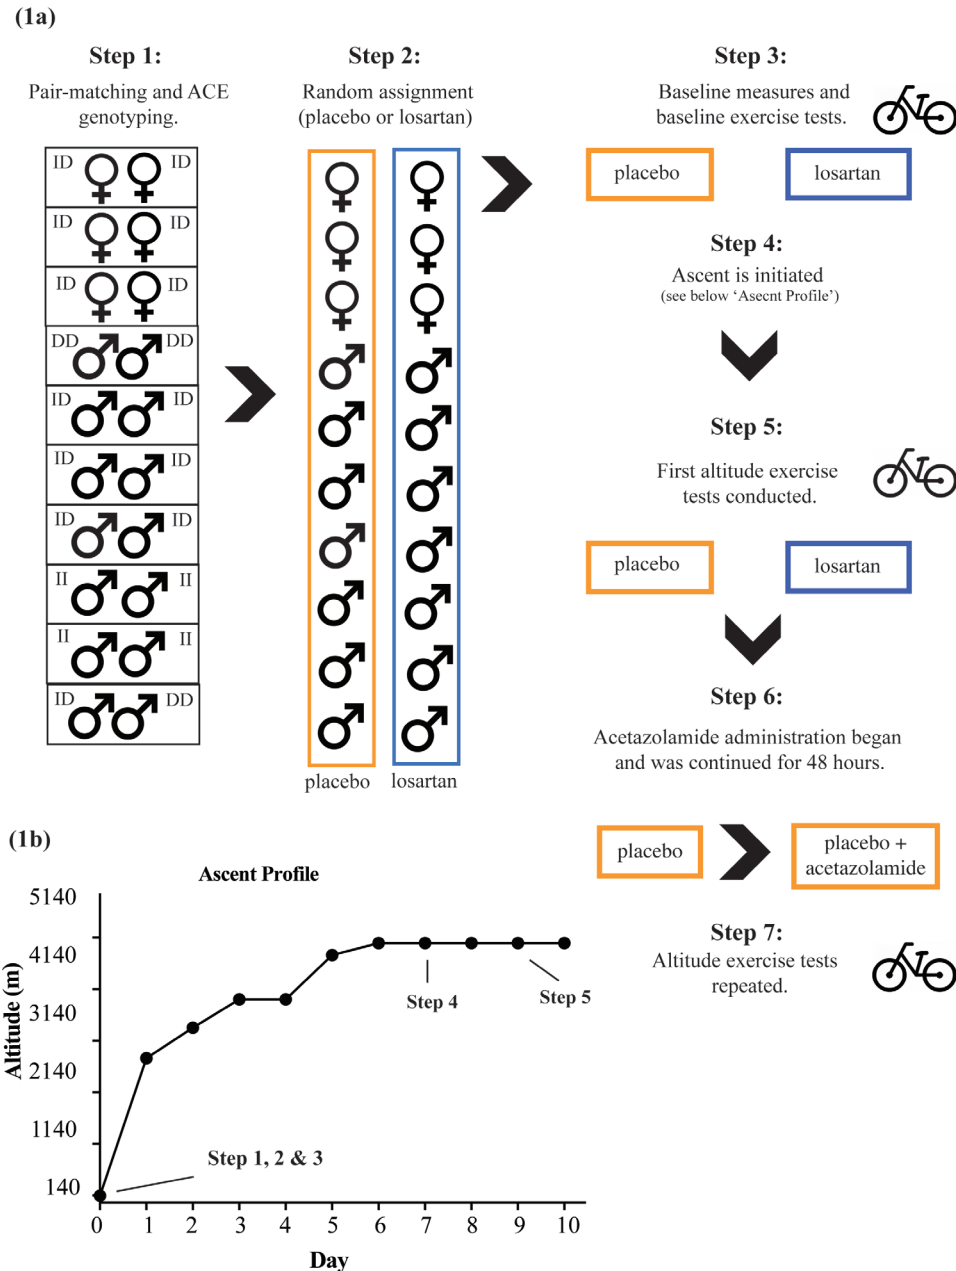 (1a)
Step 1:
Pair-matching and ACE
genotyping.
ID ID
ID ID
ID ID
DD DD
ID ID
ID ID
ID ID
II II
II II
ID DD
Step 2:
Random assignment
(placebo or losartan)
placebo losartan
Step 3:
Baseline measures and
baseline exercise tests.
placebo losartan
Step 4:
Ascent is initiated
(see below ‘Asecnt Profile’)
Step 5:
First altitude exercise
tests conducted.
placebo losartan
Step 6:
Acetazolamide administration began
and was continued for 48 hours.
placebo
placebo +
acetazolamide
Step 7:
Altitude exercise tests
repeated.
(1b)
Ascent Profile
Altitude (m)
5140
4140
3140
2140
1140
140
Step 4
Step 5
Step 1, 2 & 3
0 1 2 3 4 5 6 7 8 9 10
Day